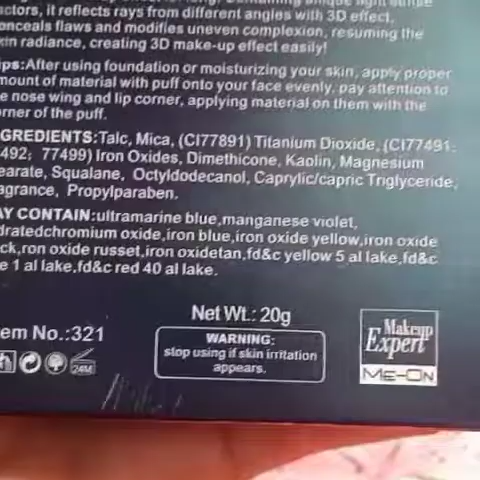 actors, it reflects rays from different angles with 3D effect,
onceals flaws and modifies uneven complexion, resuming the
kin radiance, creating 3D make-up effect easily!
ips:After using foundation or moisturizing your skin, apply proper
mount of material with puff onto your face evenly, pay attention to
e nose wing and lip corner, applying material on them with the
orner of the puff.
GREDIENTS:Talc, Mica, (CI77891) Titanium Dioxide, (CI77491;
492; 77499) Iron Oxides, Dimethicone, Kaolin, Magnesium
earate, Squalane, Octyldodecanol, Caprylic/capric Triglyceride,
agrance, Propylparaben.
AY CONTAIN:ultramarine blue,manganese violet,
dratedchromium oxide,iron blue,iron oxide yellow,iron oxide
ck,ron oxide russet,iron oxidetan,fd&c yellow 5 al lake,fd&c
e 1 al lake,fd&c red 40 al lake.
Net Wt.: 20g
em No.:321
WARNING:
stop using if skin irritation
appears.
24M
Makeup
Expert
ME-ON